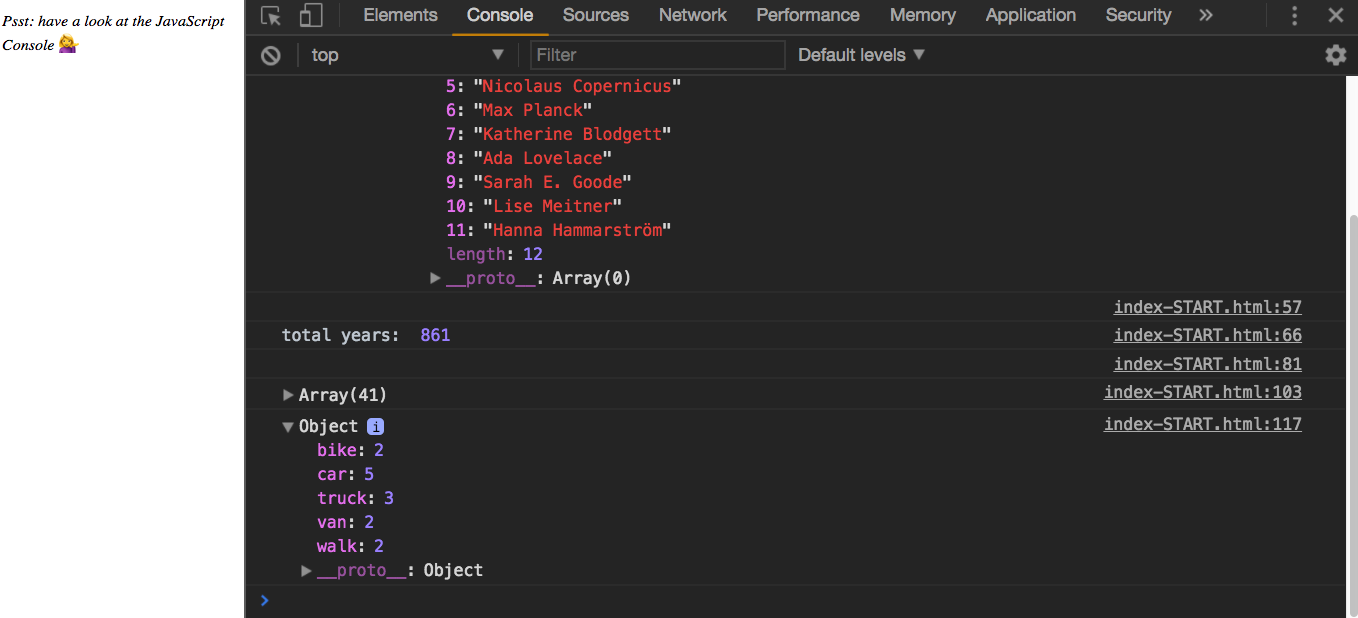 Psst: have a look at the JavaScript
Console 💁‍♀️
Elements Console Sources Network Performance Memory Application Security »
top ▼ Filter Default levels ▼
5: "Nicolaus Copernicus"
6: "Max Planck"
7: "Katherine Blodgett"
8: "Ada Lovelace"
9: "Sarah E. Goode"
10: "Lise Meitner"
11: "Hanna Hammarström"
length: 12
▶ __proto__: Array(0)
index-START.html:57
total years: 861 index-START.html:66
index-START.html:81
▶ Array(41) index-START.html:103
▼ Object i index-START.html:117
bike: 2
car: 5
truck: 3
van: 2
walk: 2
▶ __proto__: Object
>